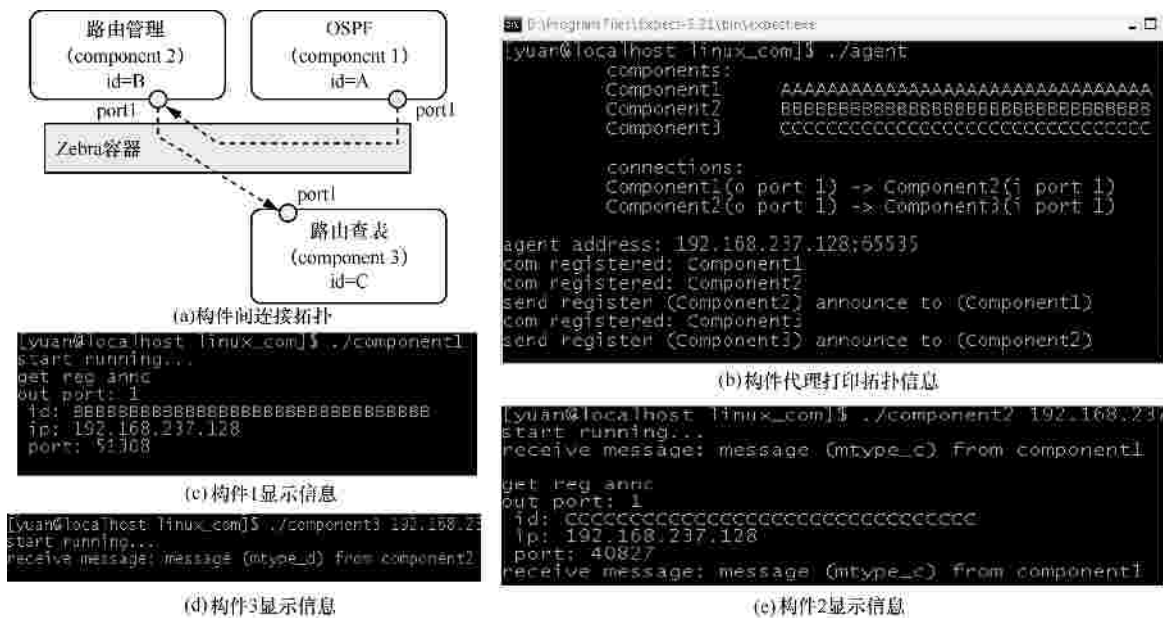 路由管理
(component 2)
id=B
OSPF
(component 1)
id=A
port1
port1
Zebra容器
port1
路由查表
(component 3)
id=C
(a)构件间连接拓扑
D:\Program Files\Expect-5.21\bin\expect.exe
[yuan@localhost linux_com]$ ./agent
components:
Component1 AAAAAAAAAAAAAAAAAAAAAAAAAAAAAAAA
Component2 BBBBBBBBBBBBBBBBBBBBBBBBBBBBBBBB
Component3 CCCCCCCCCCCCCCCCCCCCCCCCCCCCCCCC
connections:
Component1(o port 1) -> Component2(i port 1)
Component2(o port 1) -> Component3(i port 1)
agent address: 192.168.237.128:65535
com registered: Component1
com registered: Component2
send register (Component2) announce to (Component1)
com registered: Component3
send register (Component3) announce to (Component2)
(b)构件代理打印拓扑信息
[yuan@localhost linux_com]$ ./component1
start running...
get reg annc
out port: 1
id: BBBBBBBBBBBBBBBBBBBBBBBBBBBBBBBB
ip: 192.168.237.128
port: 51308
(c)构件1显示信息
[yuan@localhost linux_com]$ ./component3 192.168.23
start running...
receive message: message (mtype_d) from component2
(d)构件3显示信息
[yuan@localhost linux_com]$ ./component2 192.168.237
start running...
receive message: message (mtype_c) from component1
get reg annc
out port: 1
id: CCCCCCCCCCCCCCCCCCCCCCCCCCCCCCCC
ip: 192.168.237.128
port: 40827
receive message: message (mtype_c) from component1
(e)构件2显示信息